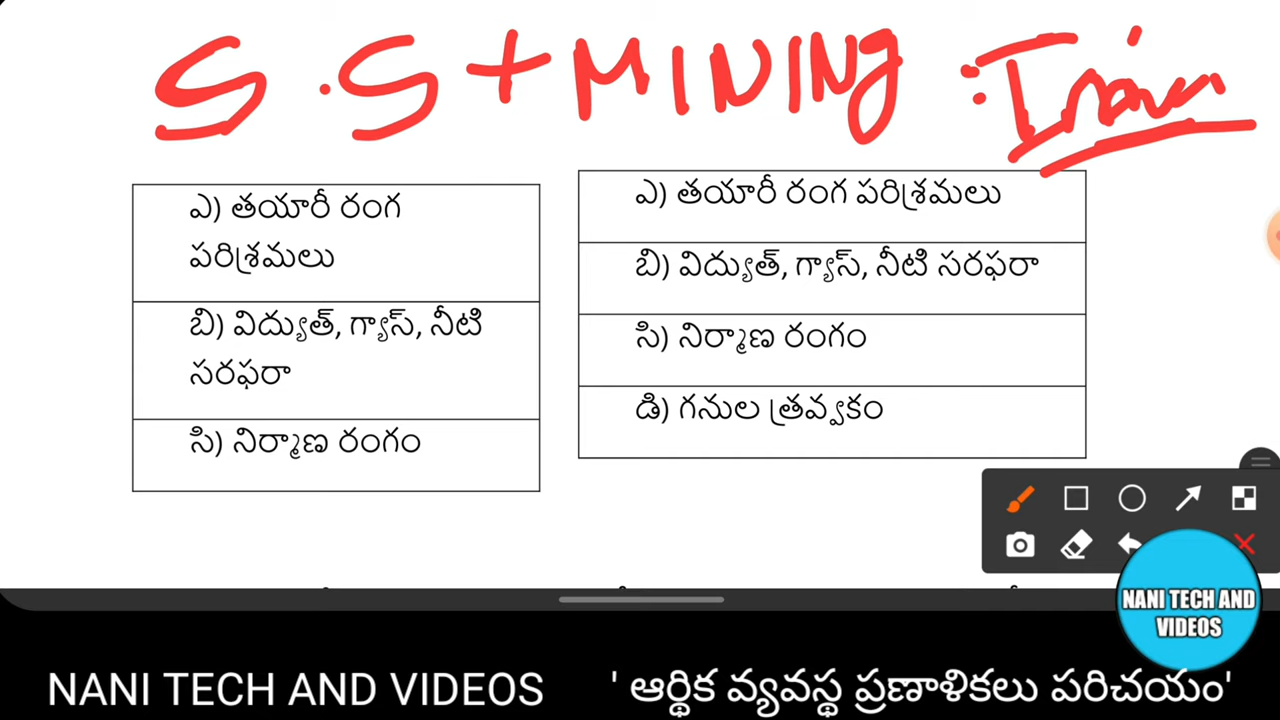 S.S + MINING :
ఎ) తయారీ రంగ
పరిశ్రమలు
బి) విద్యుత్, గ్యాస్, నీటి
సరఫరా
సి) నిర్మాణ రంగం
ఎ) తయారీ రంగ పరిశ్రమలు
బి) విద్యుత్, గ్యాస్, నీటి సరఫరా
సి) నిర్మాణ రంగం
డి) గనుల త్రవ్వకం
NANI TECH AND
VIDEOS
NANI TECH AND VIDEOS ' ఆర్థిక వ్యవస్థ ప్రణాళికలు పరిచయం'